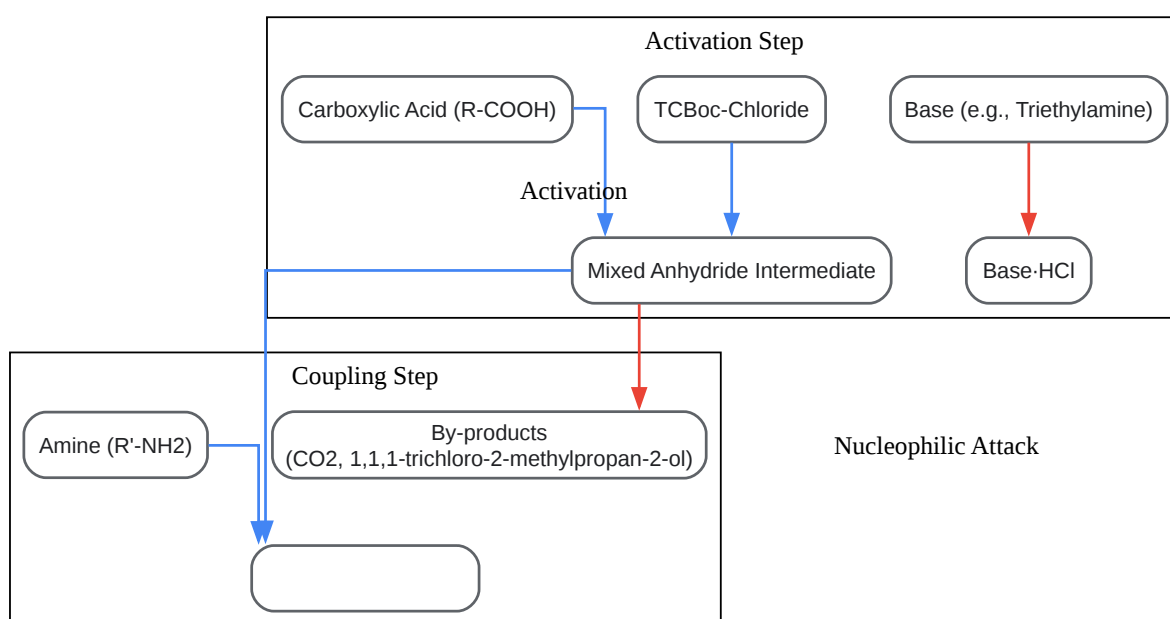 Activation Step
Carboxylic Acid (R-COOH)
TCBoc-Chloride
Base (e.g., Triethylamine)
Activation
Mixed Anhydride Intermediate
Base·HCl
Coupling Step
Amine (R'-NH2)
By-products
(CO2, 1,1,1-trichloro-2-methylpropan-2-ol)
Nucleophilic Attack